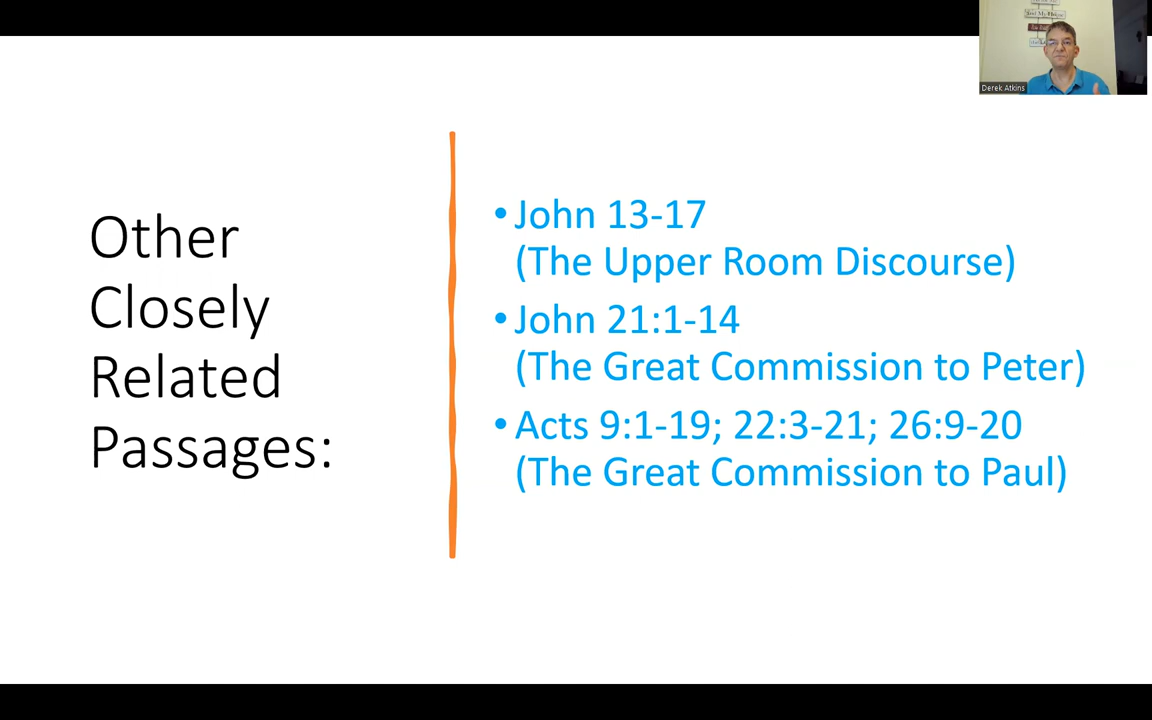 Derek Atkins
Other
Closely
Related
Passages:
• John 13-17
(The Upper Room Discourse)
• John 21:1-14
(The Great Commission to Peter)
• Acts 9:1-19; 22:3-21; 26:9-20
(The Great Commission to Paul)